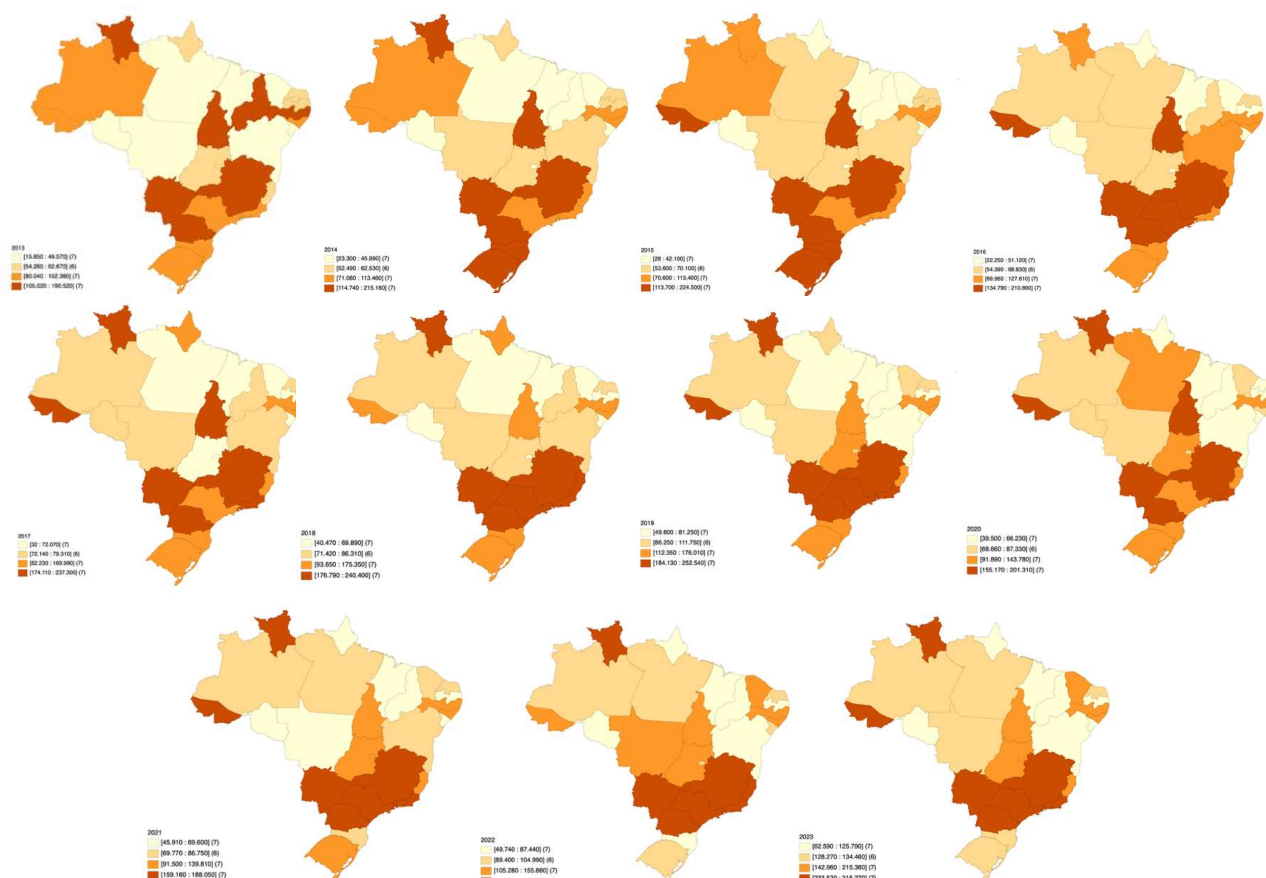 2013
[15.850 : 49.570] (7)
[54.260 : 62.670] (6)
[80.040 : 102.380] (7)
[105.020 : 190.520] (7)
2014
[23.300 : 45.990] (7)
[52.490 : 62.530] (6)
[71.080 : 113.460] (7)
[114.740 : 215.180] (7)
2015
[28 : 42.100] (7)
[53.600 : 70.100] (6)
[70.600 : 113.400] (7)
[113.700 : 224.500] (7)
2016
[22.250 : 51.120] (7)
[54.390 : 68.830] (6)
[69.960 : 127.610] (7)
[134.790 : 210.890] (7)
2017
[32 : 72.070] (7)
[72.140 : 79.310] (6)
[82.230 : 169.990] (7)
[174.110 : 237.300] (7)
2018
[40.470 : 69.890] (7)
[71.420 : 86.310] (6)
[93.650 : 175.350] (7)
[176.790 : 240.400] (7)
2019
[49.600 : 81.250] (7)
[86.250 : 111.750] (6)
[112.350 : 176.010] (7)
[184.130 : 252.540] (7)
2020
[39.500 : 66.230] (7)
[68.660 : 87.330] (6)
[91.890 : 143.780] (7)
[155.170 : 201.310] (7)
2021
[45.910 : 69.600] (7)
[69.770 : 86.750] (6)
[91.500 : 139.810] (7)
[159.160 : 188.050] (7)
2022
[49.740 : 87.440] (7)
[89.400 : 104.990] (6)
[105.280 : 155.860] (7)
2023
[62.590 : 125.790] (7)
[128.270 : 134.460] (6)
[142.960 : 215.360] (7)